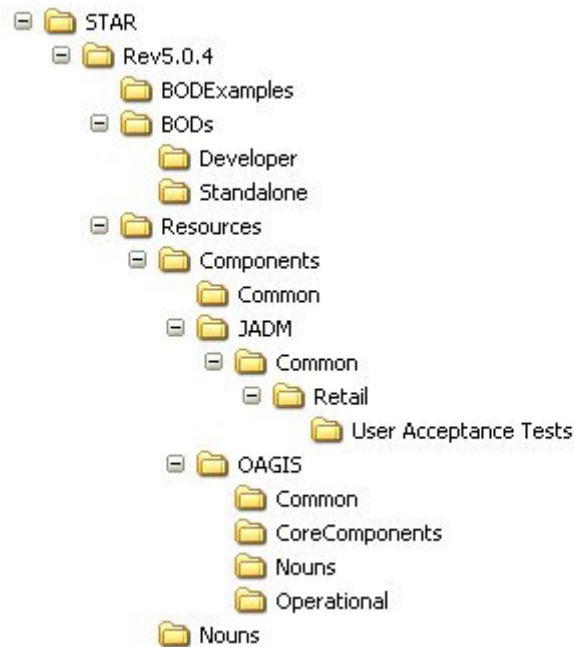 STAR
Rev5.0.4
BODExamples
BODs
Developer
Standalone
Resources
Components
Common
JADM
Common
Retail
User Acceptance Tests
OAGIS
Common
CoreComponents
Nouns
Operational
Nouns